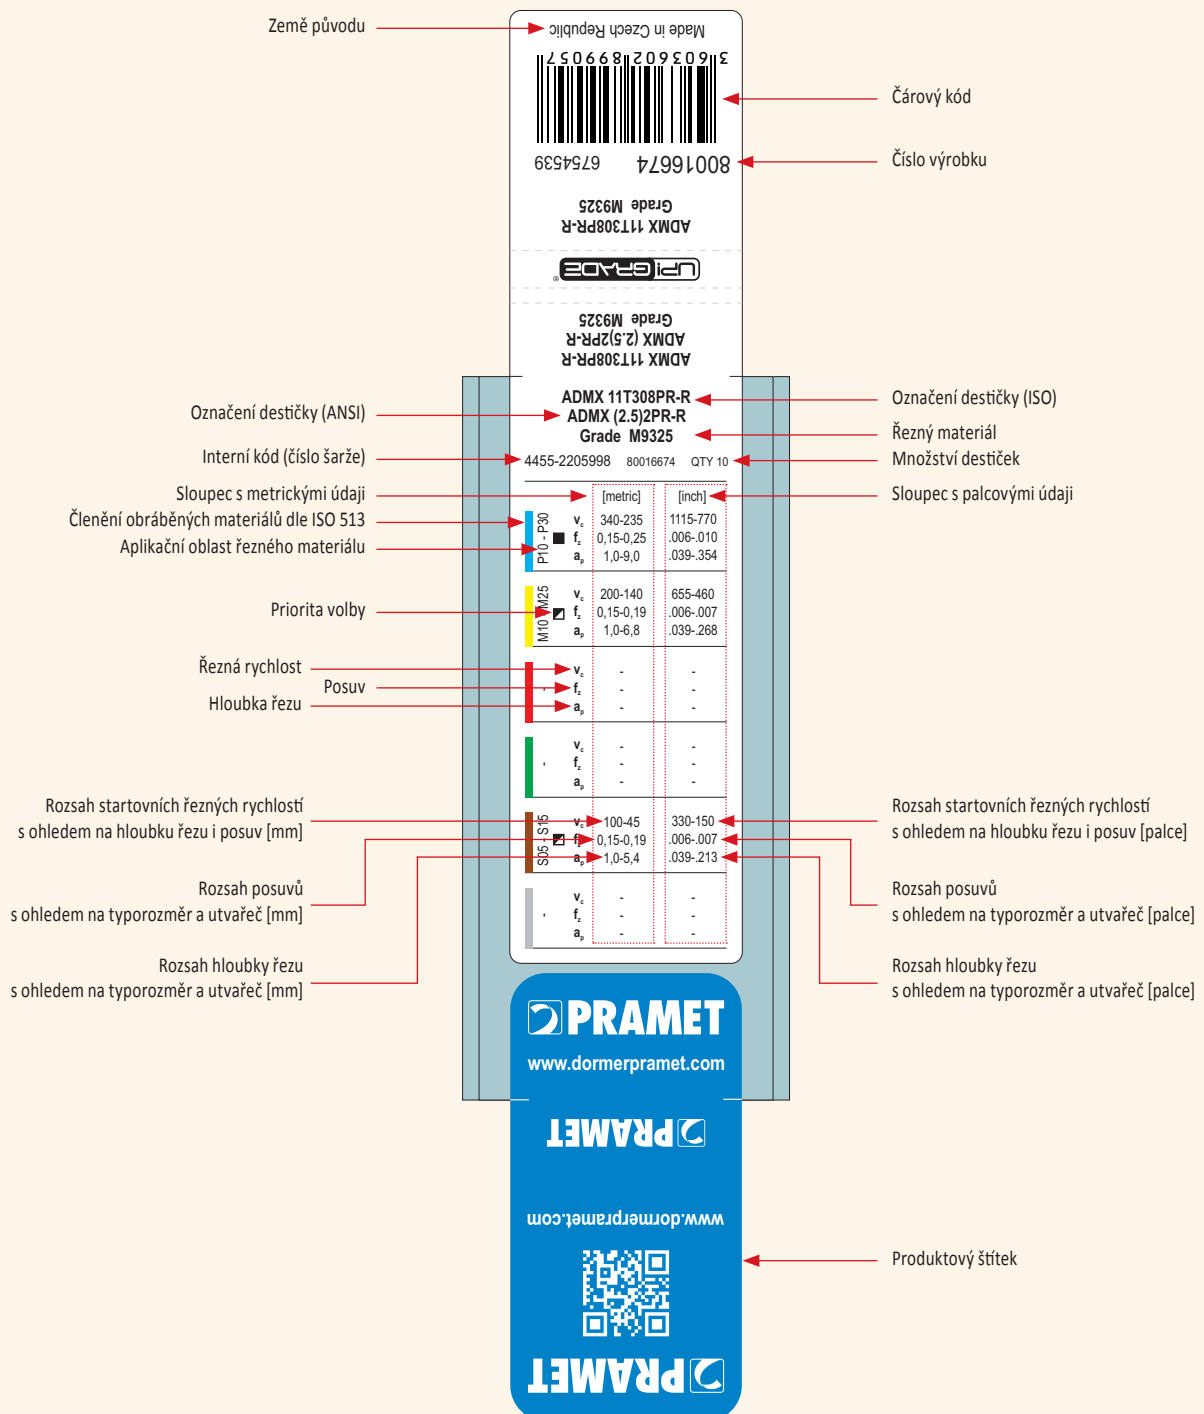 Země původu
Made in Czech Republic
3 603602 899057
Čárový kód
80016674 6754539
Číslo výrobku
ADMX 11T308PR-R
Grade M9325
UPiGRADE®
ADMX 11T308PR-R
ADMX (2.5)2PR-R
Grade M9325
ADMX 11T308PR-R
Označení destičky (ISO)
Označení destičky (ANSI)
ADMX (2.5)2PR-R
Grade M9325
Řezný materiál
Interní kód (číslo šarže)
4455-2205998 80016674 QTY 10
Množství destiček
Sloupec s metrickými údaji
[metric] [inch]
Sloupec s palcovými údaji
Členění obráběných materiálů dle ISO 513
Aplikační oblast řezného materiálu
P10 - P30
vc 340-235 1115-770
fz 0,15-0,25 .006-.010
ap 1,0-9,0 .039-.354
Priorita volby
M10 - M25
vc 200-140 655-460
fz 0,15-0,19 .006-.007
ap 1,0-6,8 .039-.268
Řezná rychlost
Posuv
Hloubka řezu
-
vc - -
fz - -
ap - -
-
vc - -
fz - -
ap - -
Rozsah startovních řezných rychlostí
s ohledem na hloubku řezu i posuv [mm]
S05 - S15
vc 100-45 330-150
fz 0,15-0,19 .006-.007
ap 1,0-5,4 .039-.213
Rozsah startovních řezných rychlostí
s ohledem na hloubku řezu i posuv [palce]
Rozsah posuvů
s ohledem na typorozměr a utvařeč [mm]
-
vc - -
fz - -
ap - -
Rozsah posuvů
s ohledem na typorozměr a utvařeč [palce]
Rozsah hloubky řezu
s ohledem na typorozměr a utvařeč [mm]
Rozsah hloubky řezu
s ohledem na typorozměr a utvařeč [palce]
PRAMET
www.dormerpramet.com
PRAMET
www.dormerpramet.com
Produktový štítek
PRAMET